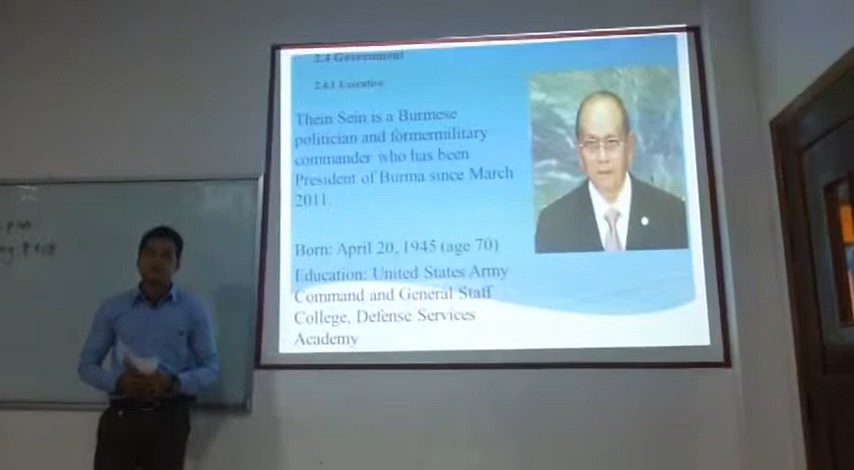 2.4 Government
2.4.1 Executive
Thein Sein is a Burmese
politician and formermilitary
commander who has been
President of Burma since March
2011.
Born: April 20, 1945 (age 70)
Education: United States Army
Command and General Staff
College, Defense Services
Academy